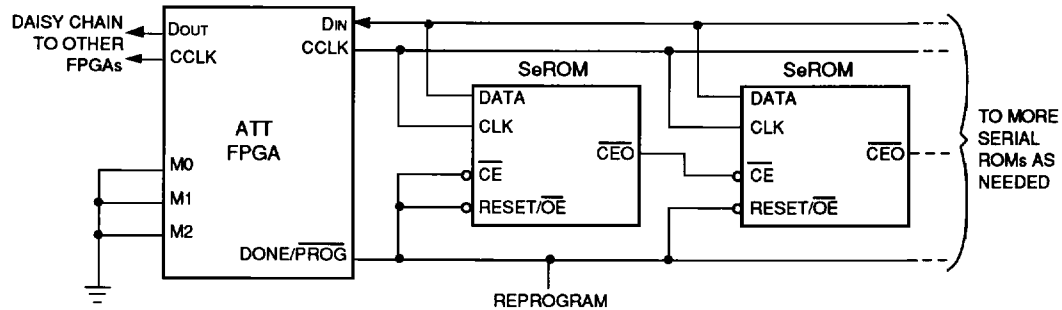 DAISY CHAIN
TO OTHER
FPGAs
DOUT
CCLK
DIN
CCLK
ATT
FPGA
M0
M1
M2
DONE/PROG
SeROM
DATA
CLK
CEO
CE
RESET/OE
SeROM
DATA
CLK
CEO
CE
RESET/OE
TO MORE
SERIAL
ROMs AS
NEEDED
REPROGRAM